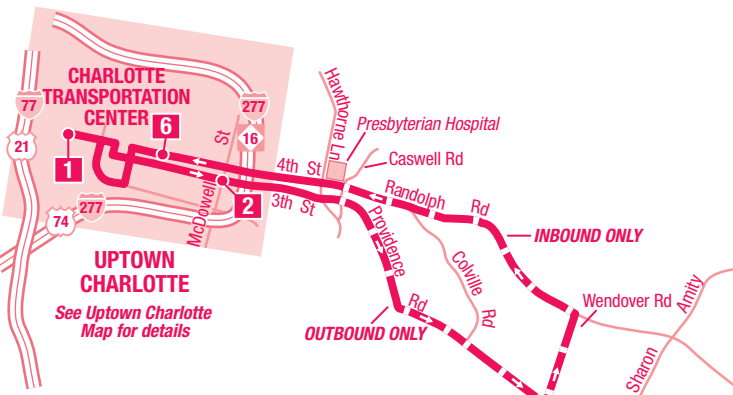 CHARLOTTE
TRANSPORTATION
CENTER
77
21
1
6
St
277
16
Hawthorne Ln
Presbyterian Hospital
Caswell Rd
4th St
3th St
2
McDowell
Randolph Rd
INBOUND ONLY
277
74
Providence Rd
Colville Rd
UPTOWN
CHARLOTTE
See Uptown Charlotte
Map for details
OUTBOUND ONLY
Wendover Rd
Sharon Amity